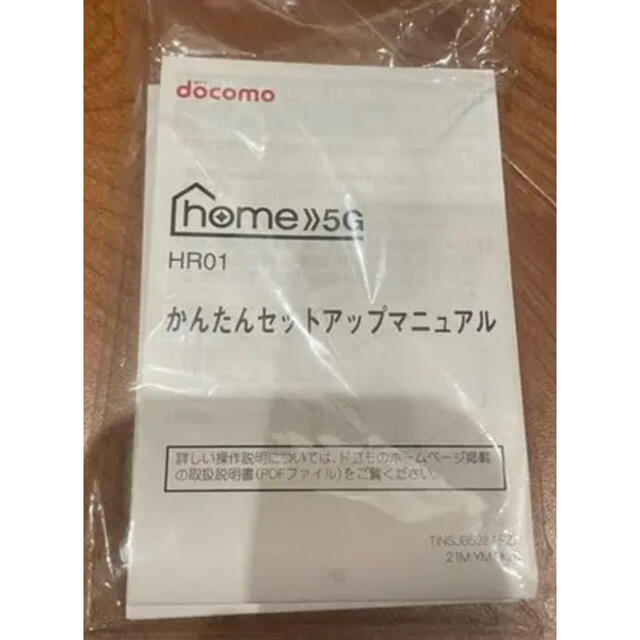 docomo
home»5G
HR01
かんたんセットアップマニュアル
詳しい操作説明については、ドコモのホームページ掲載
の取扱説明書（PDFファイル）をご覧ください。
21M